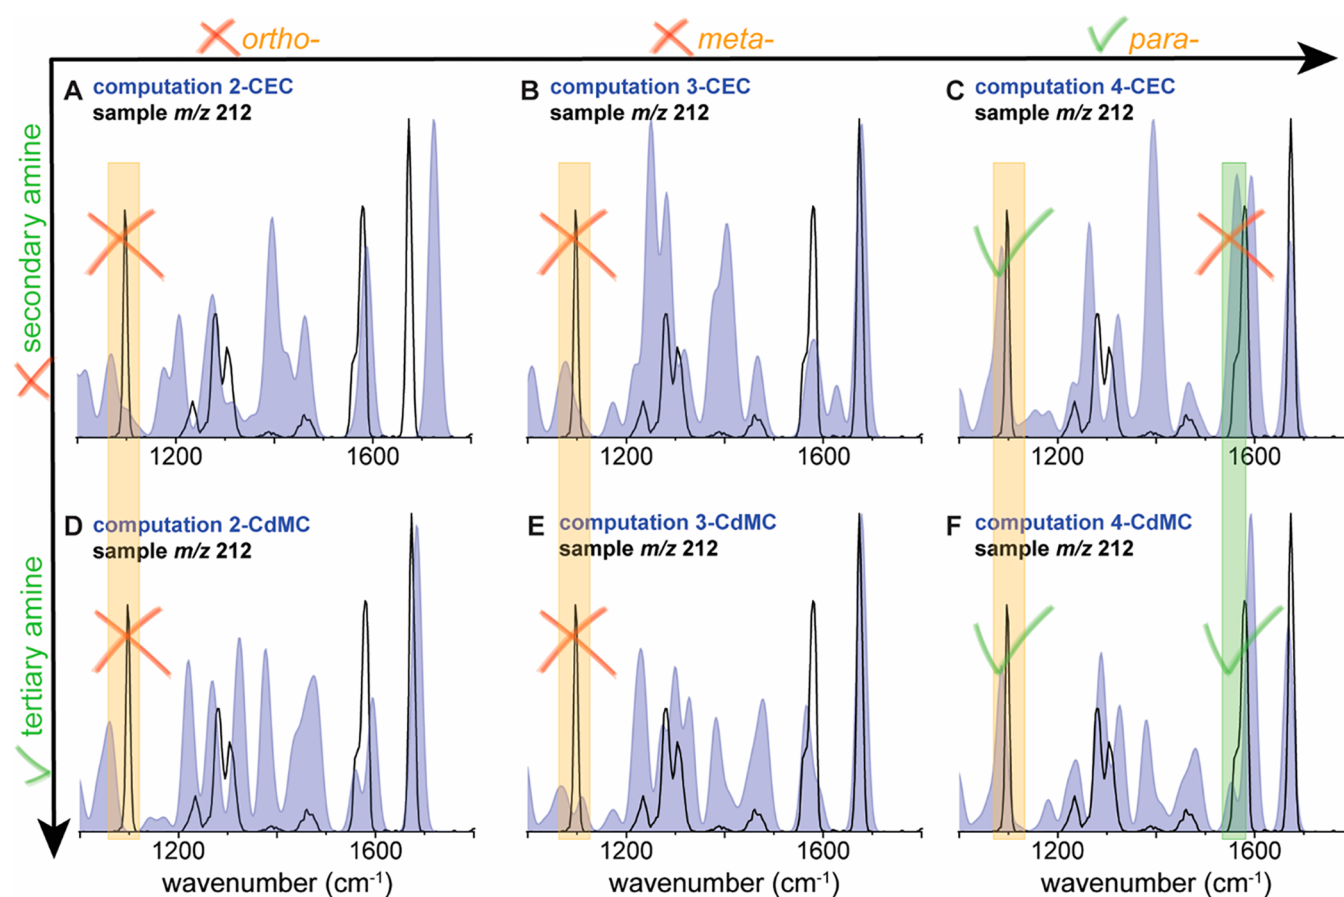 ortho-
meta-
para-
A
computation 2-CEC
sample m/z 212
B
computation 3-CEC
sample m/z 212
C
computation 4-CEC
sample m/z 212
secondary amine
1200
1600
1200
1600
1200
1600
D
computation 2-CdMC
sample m/z 212
E
computation 3-CdMC
sample m/z 212
F
computation 4-CdMC
sample m/z 212
tertiary amine
1200
1600
1200
1600
1200
1600
wavenumber (cm⁻¹)
wavenumber (cm⁻¹)
wavenumber (cm⁻¹)